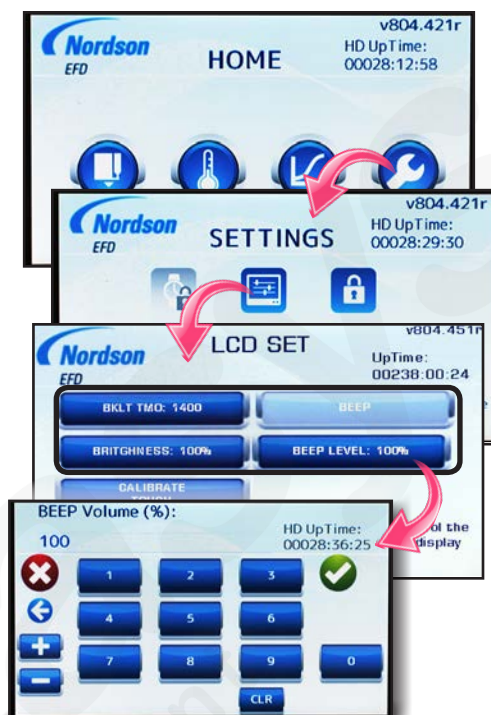 v804.421r
Nordson
EFD
HOME
HD UpTime:
00028:12:58
v804.421r
Nordson
EFD
SETTINGS
HD UpTime:
00028:29:30
v804.451r
Nordson
EFD
LCD SET
UpTime:
00238:00:24
BKLT TMO: 1400
BEEP
BRITGHNESS: 100%
BEEP LEVEL: 100%
CALIBRATE
TOUCH
ol the
display
BEEP Volume (%):
100
HD UpTime:
00028:36:25
1 2 3
4 5 6
7 8 9 0
CLR